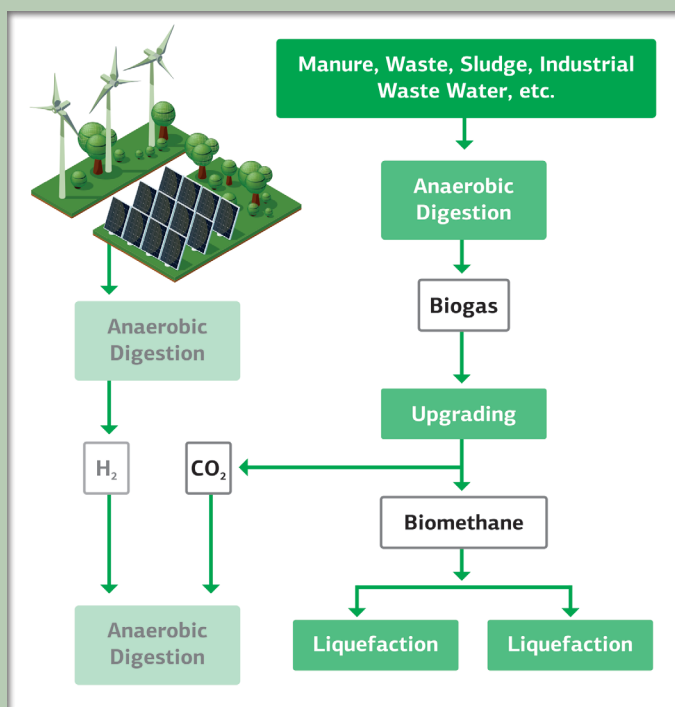 Manure, Waste, Sludge, Industrial
Waste Water, etc.
Anaerobic
Digestion
Biogas
Anaerobic
Digestion
Upgrading
H₂
CO₂
Biomethane
Anaerobic
Digestion
Liquefaction
Liquefaction